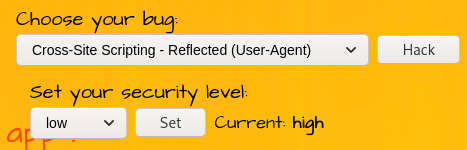 Choose your bug:
Cross-Site Scripting - Reflected (User-Agent) Hack
Set your security level:
low Set Current: high